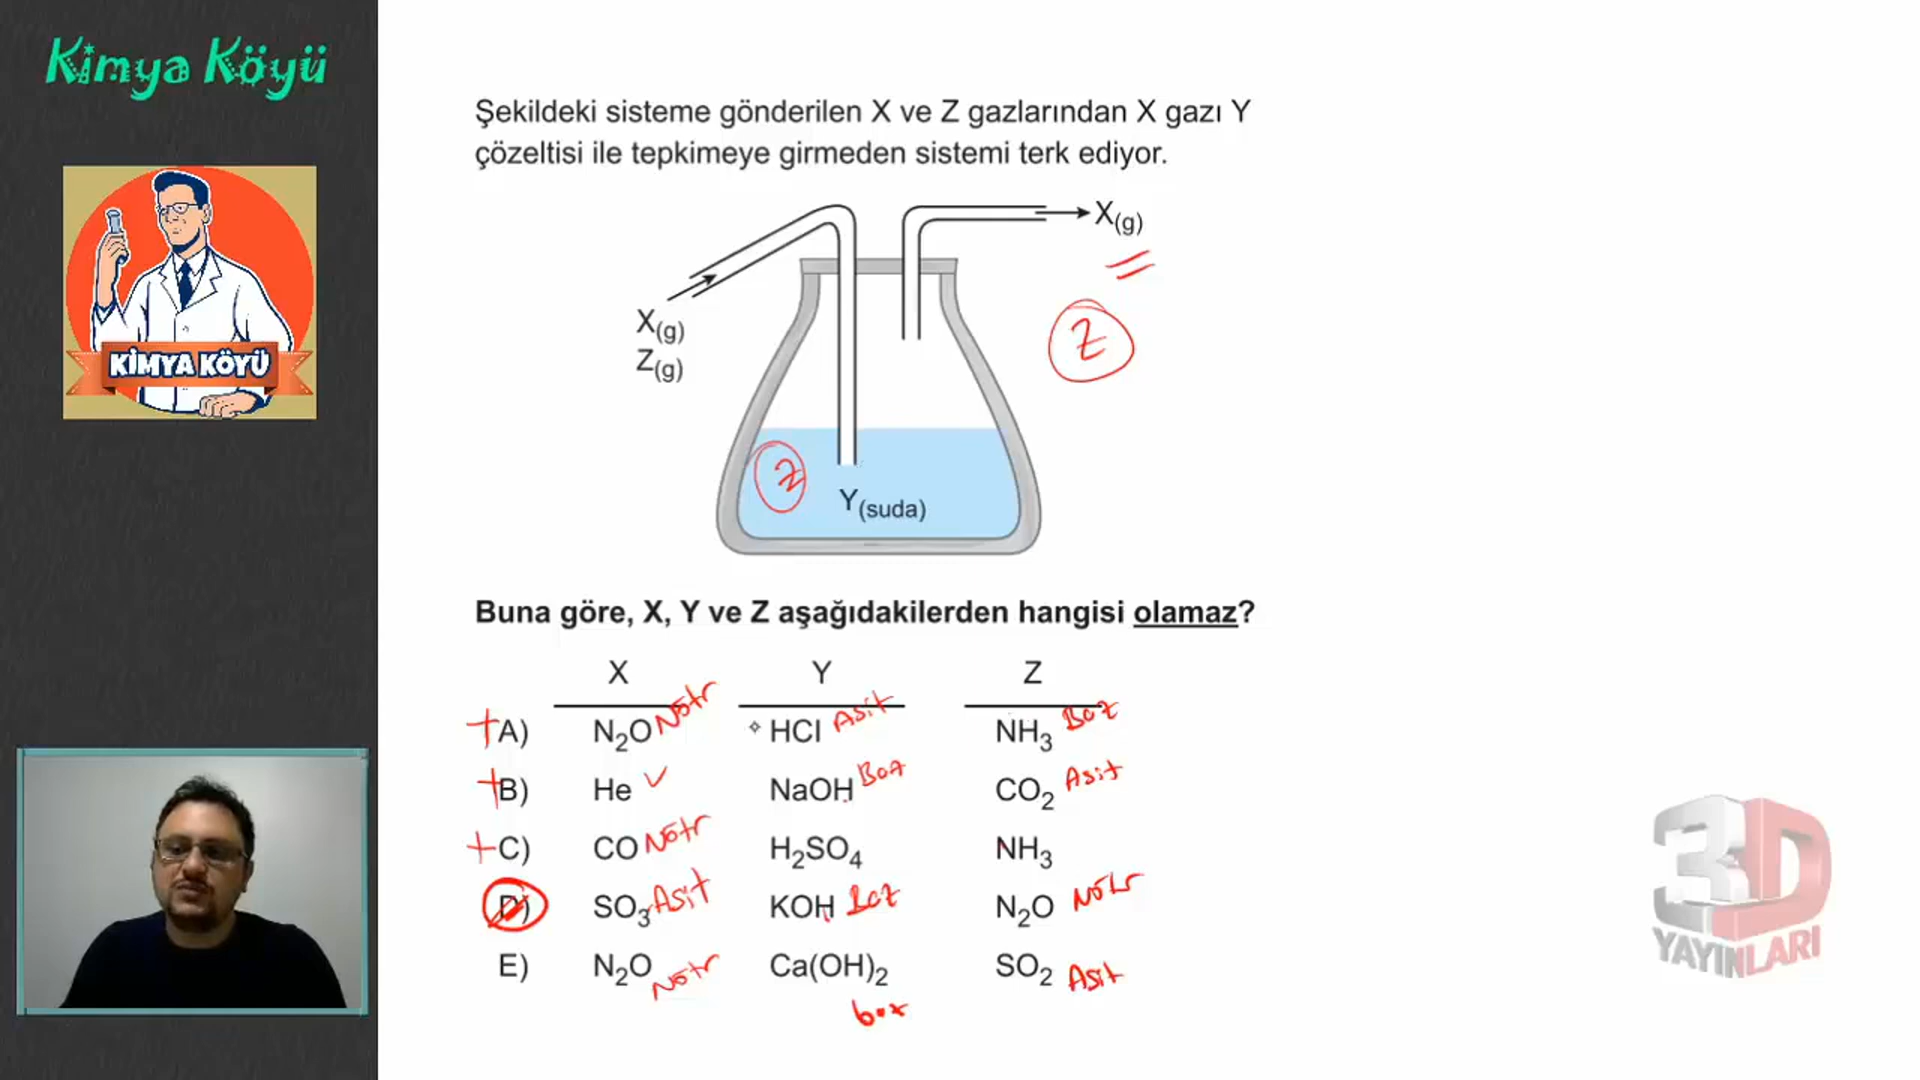 Kimya Köyü
KİMYA KÖYÜ
Şekildeki sisteme gönderilen X ve Z gazlarından X gazı Y
çözeltisi ile tepkimeye girmeden sistemi terk ediyor.
X(g)
X(g)
Z(g)
Z
Z
Y(suda)
Buna göre, X, Y ve Z aşağıdakilerden hangisi olamaz?
X Y Z
+ A) N₂O Nötr HCl Asit NH₃ Baz
+ B) He ✓ NaOH Baz CO₂ Asit
+ C) CO Nötr H₂SO₄ NH₃
D) SO₃ Asit KOH Baz N₂O Nötr
E) N₂O Nötr Ca(OH)₂ baz SO₂ Asit
3D
YAYINLARI